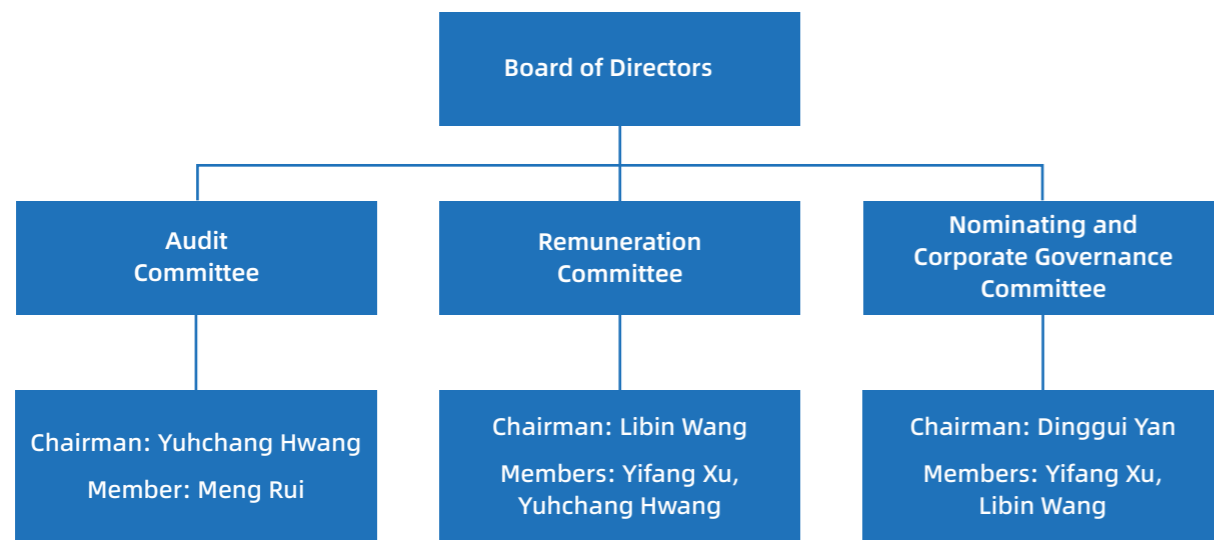 Board of Directors
Audit
Committee
Remuneration
Committee
Nominating and
Corporate Governance
Committee
Chairman: Yuhchang Hwang
Member: Meng Rui
Chairman: Libin Wang
Members: Yifang Xu,
Yuhchang Hwang
Chairman: Dinggui Yan
Members: Yifang Xu,
Libin Wang